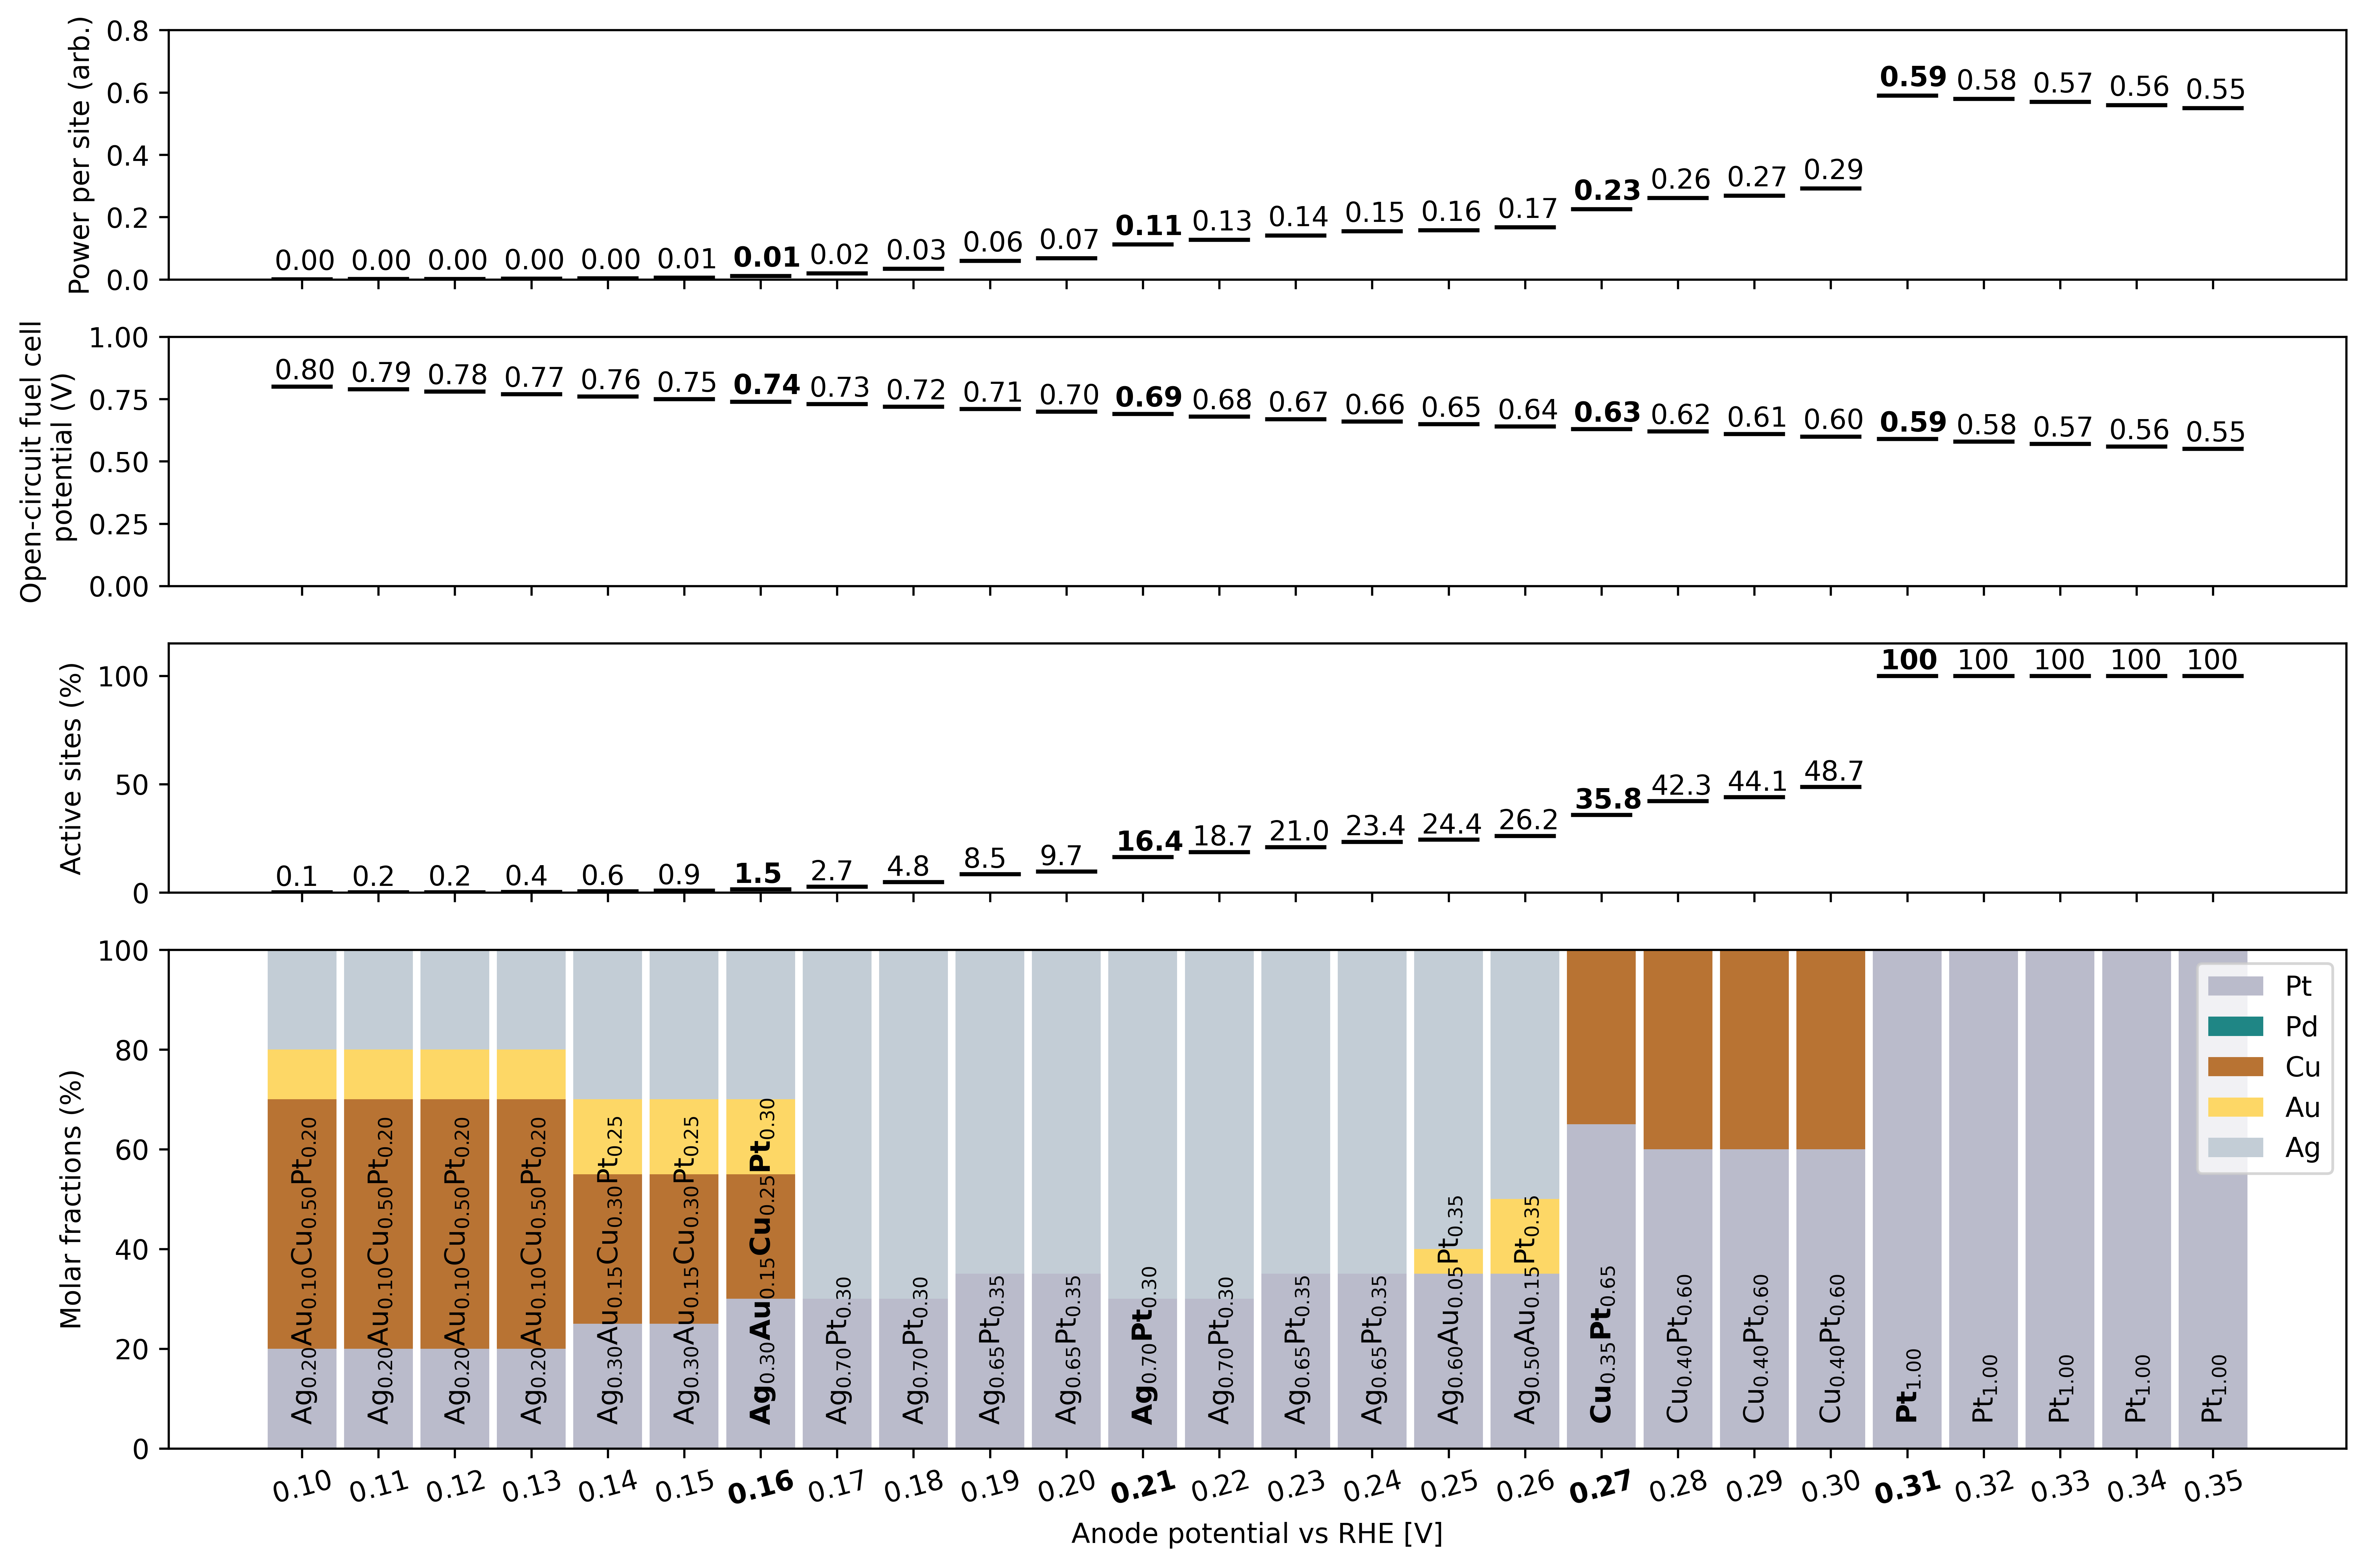 Power per site (arb.)
0.8
0.6
0.4
0.2
0.0
0.00 0.00 0.00 0.00 0.00 0.01 0.01 0.02 0.03 0.06 0.07 0.11 0.13 0.14 0.15 0.16 0.17 0.23 0.26 0.27 0.29 0.59 0.58 0.57 0.56 0.55
Open-circuit fuel cell
potential (V)
1.00
0.75
0.50
0.25
0.00
0.80 0.79 0.78 0.77 0.76 0.75 0.74 0.73 0.72 0.71 0.70 0.69 0.68 0.67 0.66 0.65 0.64 0.63 0.62 0.61 0.60 0.59 0.58 0.57 0.56 0.55
Active sites (%)
100
50
0
0.1 0.2 0.2 0.4 0.6 0.9 1.5 2.7 4.8 8.5 9.7 16.4 18.7 21.0 23.4 24.4 26.2 35.8 42.3 44.1 48.7 100 100 100 100 100
Molar fractions (%)
100
80
60
40
20
0
Ag0.20Au0.10Cu0.50Pt0.20
Ag0.20Au0.10Cu0.50Pt0.20
Ag0.20Au0.10Cu0.50Pt0.20
Ag0.20Au0.10Cu0.50Pt0.20
Ag0.30Au0.15Cu0.30Pt0.25
Ag0.30Au0.15Cu0.30Pt0.25
Ag0.30Au0.15Cu0.25Pt0.30
Ag0.70Pt0.30
Ag0.70Pt0.30
Ag0.65Pt0.35
Ag0.65Pt0.35
Ag0.70Pt0.30
Ag0.70Pt0.30
Ag0.65Pt0.35
Ag0.65Pt0.35
Ag0.60Au0.05Pt0.35
Ag0.50Au0.15Pt0.35
Cu0.35Pt0.65
Cu0.40Pt0.60
Cu0.40Pt0.60
Cu0.40Pt0.60
Pt1.00
Pt1.00
Pt1.00
Pt1.00
Pt1.00
Pt
Pd
Cu
Au
Ag
0.10 0.11 0.12 0.13 0.14 0.15 0.16 0.17 0.18 0.19 0.20 0.21 0.22 0.23 0.24 0.25 0.26 0.27 0.28 0.29 0.30 0.31 0.32 0.33 0.34 0.35
Anode potential vs RHE [V]